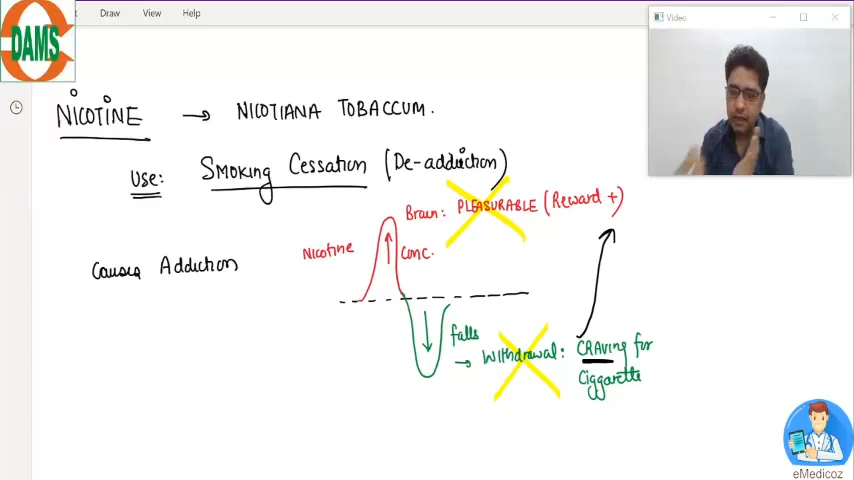 DAMS
Draw View Help
Video
NICOTINE → NICOTIANA TOBACCUM.
Use: SMOKING CESSATION (De-addiction)
Brain: PLEASURABLE (Reward +)
Nicotine ↑ Conc.
Causes Addiction
↓ falls
→ Withdrawal: CRAVING for
Ciggarette
eMedicoz